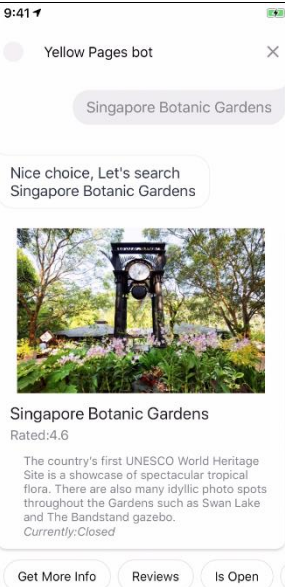 9:41
Yellow Pages bot
Singapore Botanic Gardens
Nice choice, Let's search
Singapore Botanic Gardens
Singapore Botanic Gardens
Rated:4.6
The country's first UNESCO World Heritage
Site is a showcase of spectacular tropical
flora. There are also many idyllic photo spots
throughout the Gardens such as Swan Lake
and The Bandstand gazebo.
Currently:Closed
Get More Info Reviews Is Open